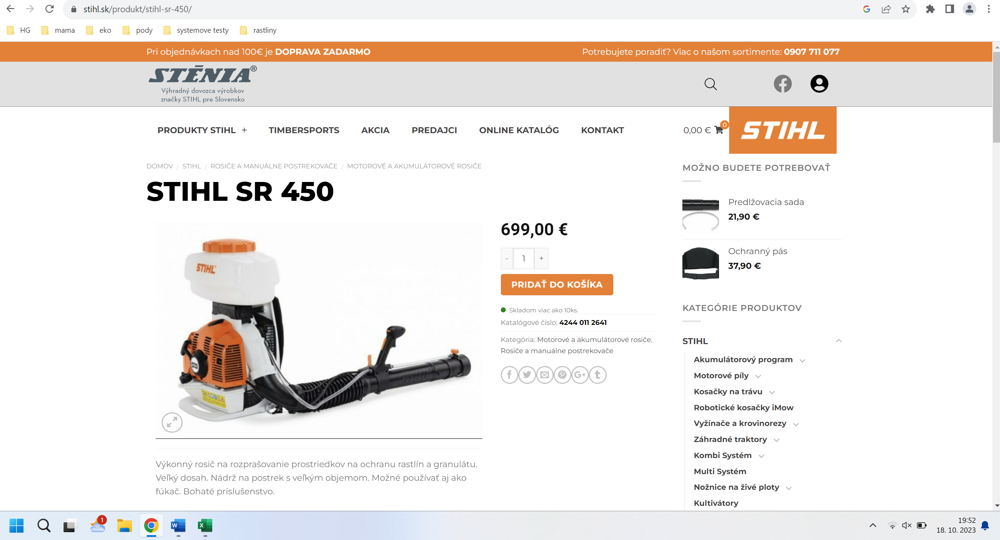 stihl.sk/produkt/stihl-sr-450/
HG
mama
eko
pody
systemove testy
rastliny
Pri objednávkach nad 100€ je DOPRAVA ZADARMO
Potrebujete poradiť? Viac o našom sortimente: 0907 711 077
STĒNIA®
Výhradný dovozca výrobkov
značky STIHL pre Slovensko
PRODUKTY STIHL +
TIMBERSPORTS
AKCIA
PREDAJCI
ONLINE KATALÓG
KONTAKT
0,00 €
0
STIHL
DOMOV / STIHL / ROSIČE A MANUÁLNE POSTREKOVAČE / MOTOROVÉ A AKUMULÁTOROVÉ ROSIČE
STIHL SR 450
STIHL
699,00 €
- 1 +
PRIDAŤ DO KOŠÍKA
Skladom viac ako 10ks.
Katalógové číslo: 4244 011 2641
Kategória: Motorové a akumulátorové rosiče,
Rosiče a manuálne postrekovače
Výkonný rosič na rozprašovanie prostriedkov na ochranu rastlín a granulátu.
Veľký dosah. Nádrž na postrek s veľkým objemom. Možné používať aj ako
fúkač. Bohaté príslušenstvo.
MOŽNO BUDETE POTREBOVAŤ
Predlžovacia sada
21,90 €
Ochranný pás
37,90 €
KATEGÓRIE PRODUKTOV
STIHL
Akumulátorový program
Motorové píly
Kosačky na trávu
Robotické kosačky iMow
Vyžínače a krovinorezy
Záhradné traktory
Kombi Systém
Multi Systém
Nožnice na živé ploty
Kultivátory
1
19:52
18. 10. 2023